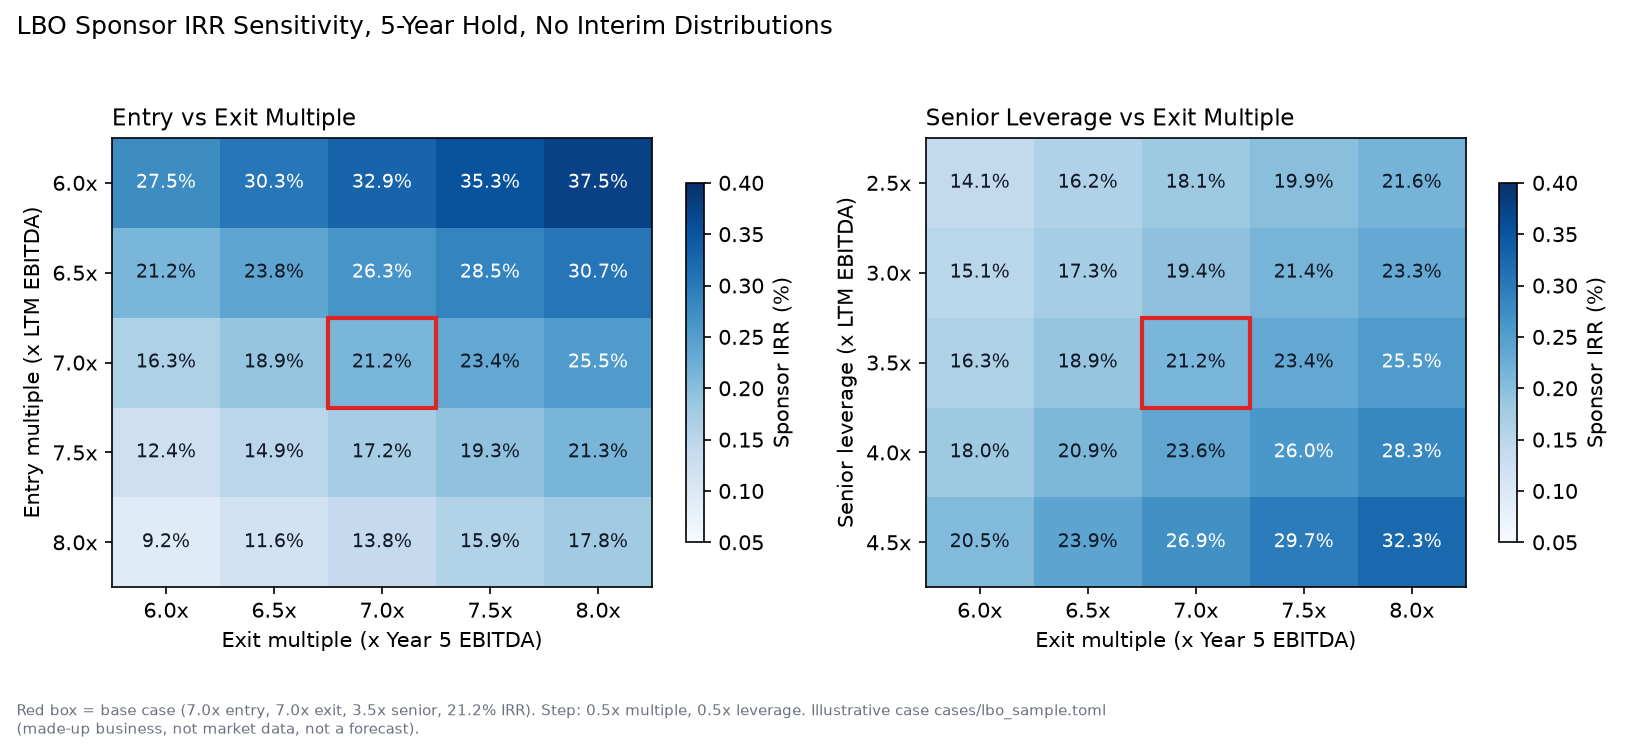 LBO Sponsor IRR Sensitivity, 5-Year Hold, No Interim Distributions
Entry vs Exit Multiple
Entry multiple (x LTM EBITDA)
6.0x 27.5% 30.3% 32.9% 35.3% 37.5%
6.5x 21.2% 23.8% 26.3% 28.5% 30.7%
7.0x 16.3% 18.9% 21.2% 23.4% 25.5%
7.5x 12.4% 14.9% 17.2% 19.3% 21.3%
8.0x 9.2% 11.6% 13.8% 15.9% 17.8%
6.0x 6.5x 7.0x 7.5x 8.0x
Exit multiple (x Year 5 EBITDA)
0.40
0.35
0.30
0.25
0.20
0.15
0.10
0.05
Sponsor IRR (%)
Senior Leverage vs Exit Multiple
Senior leverage (x LTM EBITDA)
2.5x 14.1% 16.2% 18.1% 19.9% 21.6%
3.0x 15.1% 17.3% 19.4% 21.4% 23.3%
3.5x 16.3% 18.9% 21.2% 23.4% 25.5%
4.0x 18.0% 20.9% 23.6% 26.0% 28.3%
4.5x 20.5% 23.9% 26.9% 29.7% 32.3%
6.0x 6.5x 7.0x 7.5x 8.0x
Exit multiple (x Year 5 EBITDA)
0.40
0.35
0.30
0.25
0.20
0.15
0.10
0.05
Sponsor IRR (%)
Red box = base case (7.0x entry, 7.0x exit, 3.5x senior, 21.2% IRR). Step: 0.5x multiple, 0.5x leverage. Illustrative case cases/lbo_sample.toml
(made-up business, not market data, not a forecast).